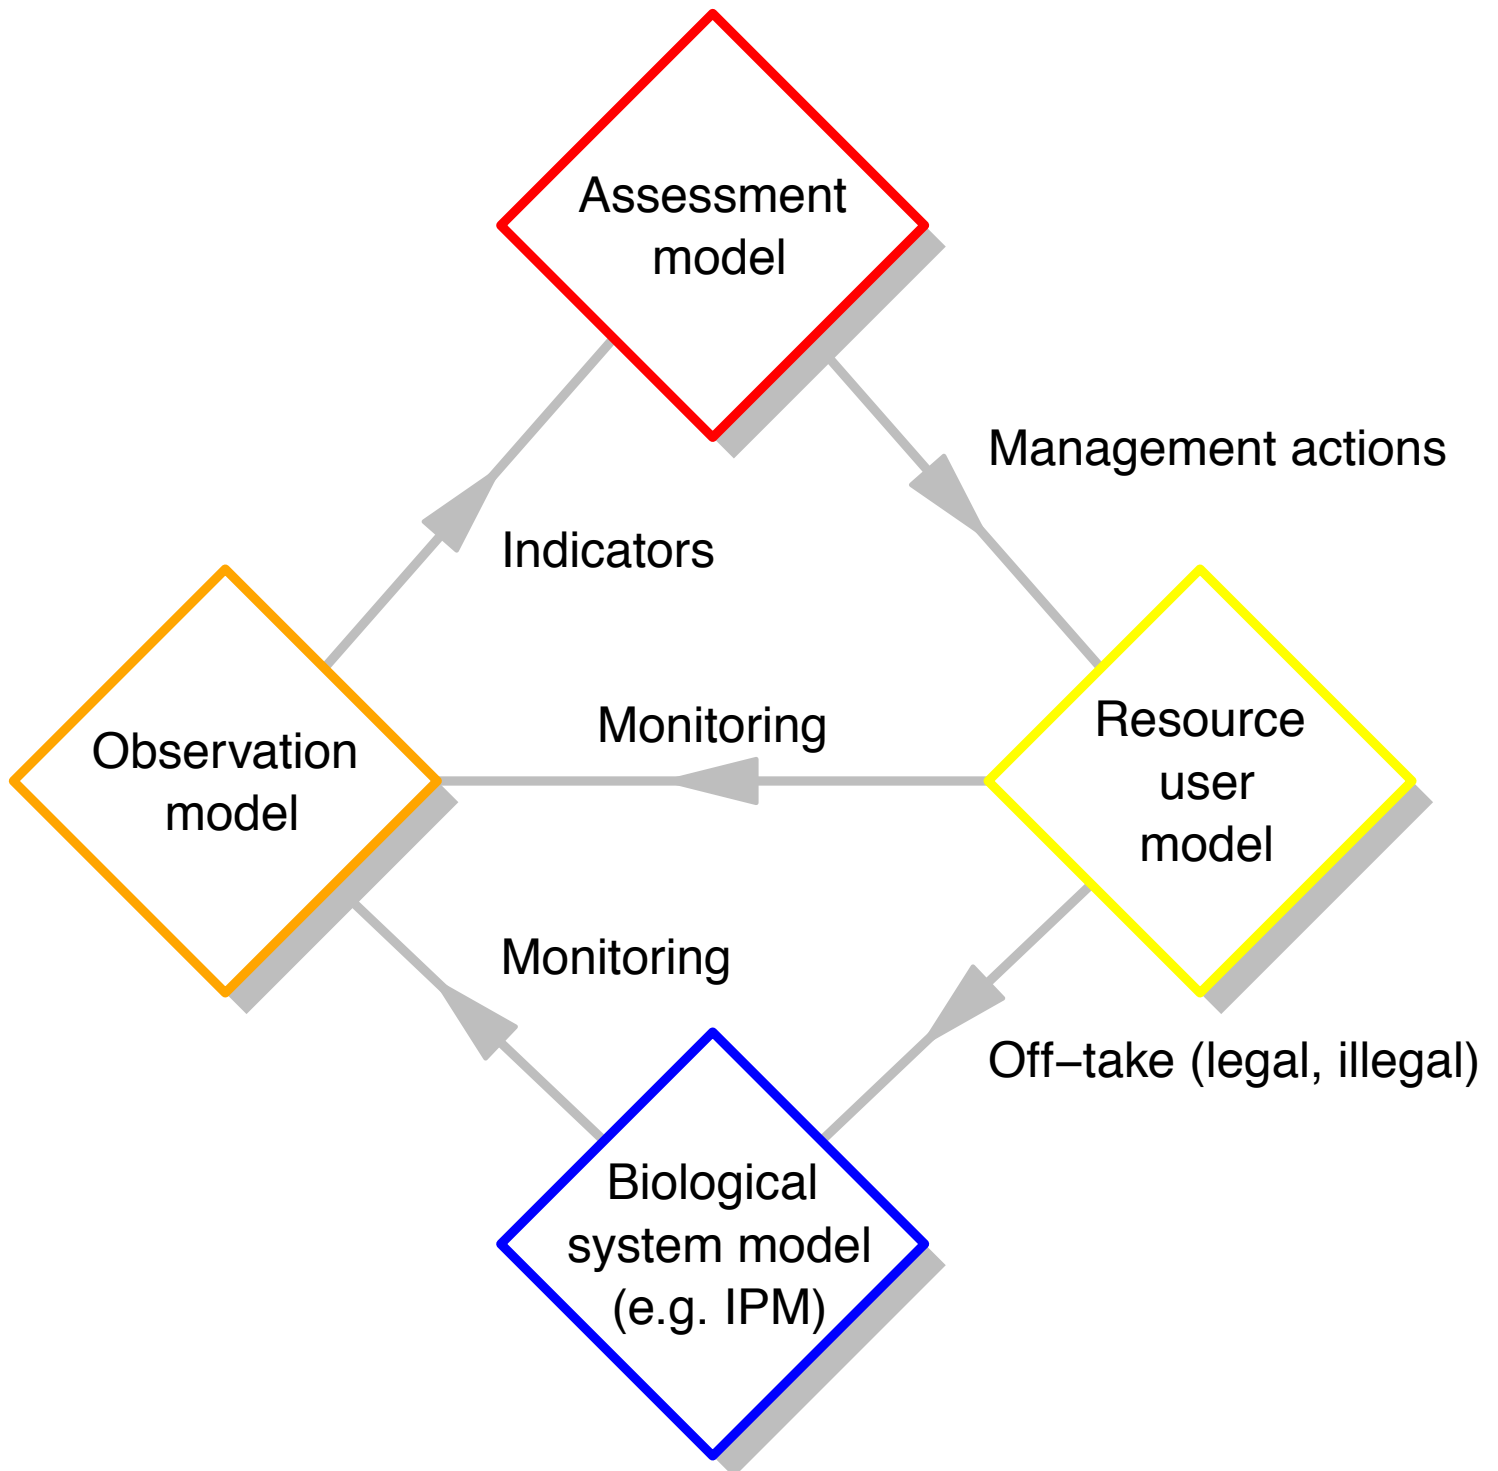 Assessment
model
Management actions
Indicators
Monitoring
Observation
model
Resource
user
model
Monitoring
Off−take (legal, illegal)
Biological
system model
(e.g. IPM)